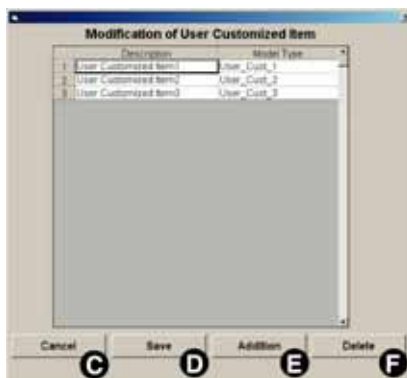 Modification of User Customized Item
Description Model Type
1 User Customized Item1 User_Cust_1
2 User Customized Item2 User_Cust_2
3 User Customized Item3 User_Cust_3
Cancel Save Addition Delete
C D E F